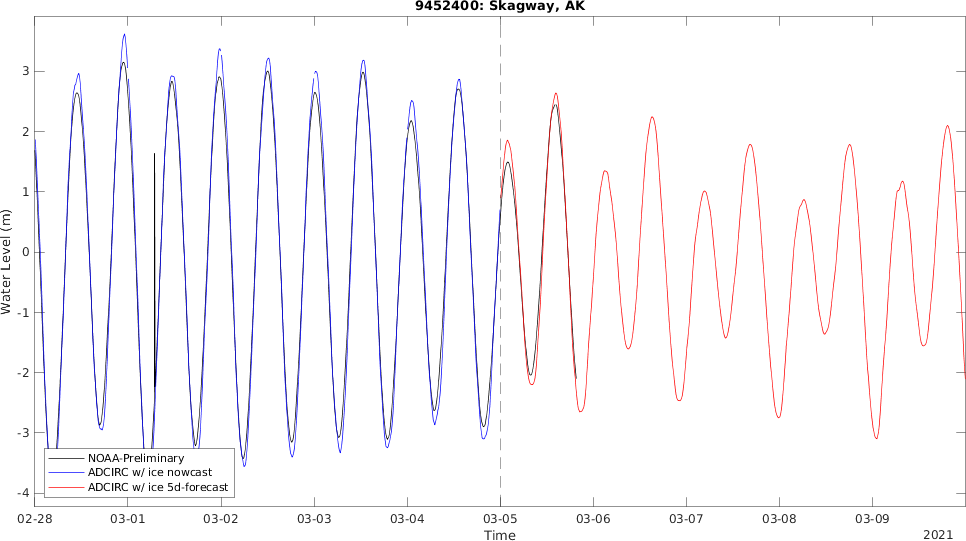 9452400: Skagway, AK
3
2
1
0
-1
-2
-3
-4
Water Level (m)
NOAA-Preliminary
ADCIRC w/ ice nowcast
ADCIRC w/ ice 5d-forecast
02-28 03-01 03-02 03-03 03-04 03-05 03-06 03-07 03-08 03-09
Time
2021